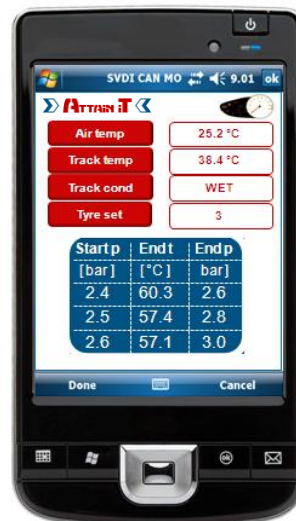 SVDI CAN MO 9.01 ok
ATTAIN iT
Air temp 25.2 °C
Track temp 38.4 °C
Track cond WET
Tyre set 3
Start p End t End p
[bar] [°C] bar]
2.4 60.3 2.6
2.5 57.4 2.8
2.6 57.1 3.0
Done Cancel
ok